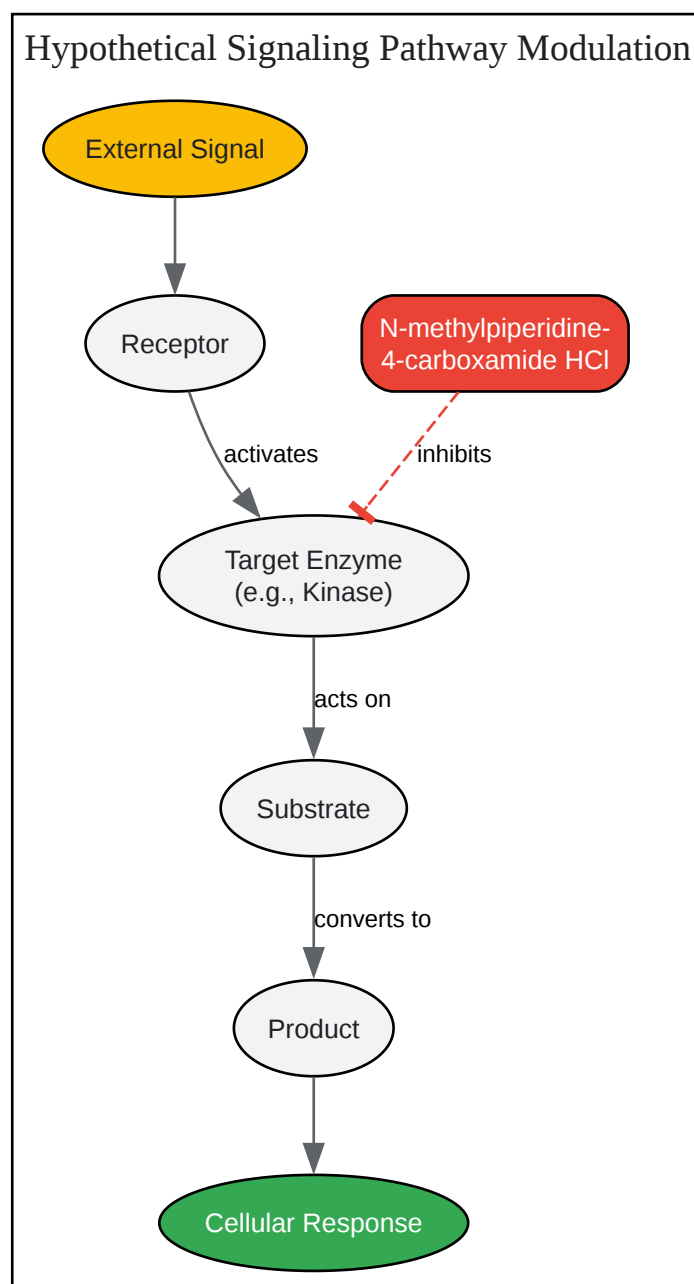 Hypothetical Signaling Pathway Modulation
External Signal
Receptor
N-methylpiperidine-
4-carboxamide HCl
activates
inhibits
Target Enzyme
(e.g., Kinase)
acts on
Substrate
converts to
Product
Cellular Response